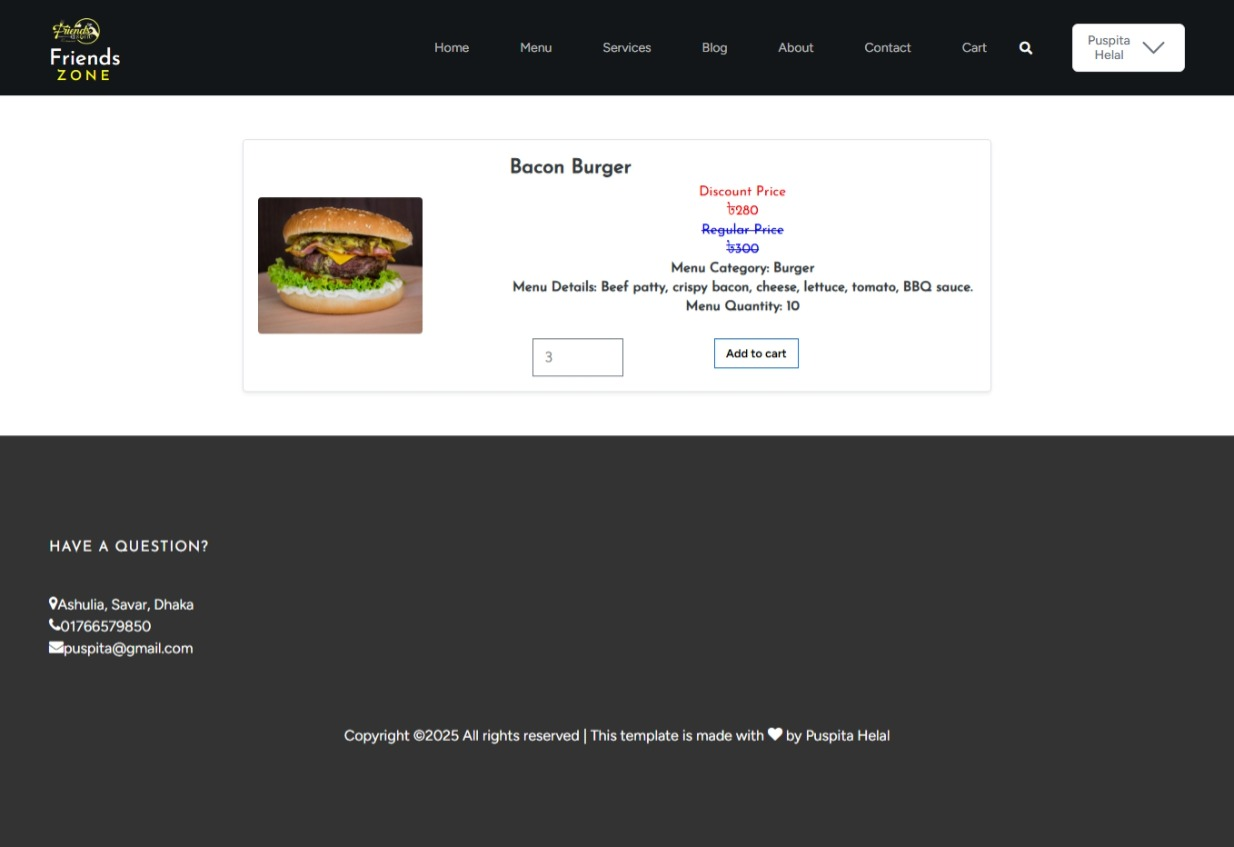 Friends
Friends
ZONE
Home
Menu
Services
Blog
About
Contact
Cart
Puspita
Helal
Bacon Burger
Discount Price
৳280
Regular Price
৳300
Menu Category: Burger
Menu Details: Beef patty, crispy bacon, cheese, lettuce, tomato, BBQ sauce.
Menu Quantity: 10
3
Add to cart
HAVE A QUESTION?
Ashulia, Savar, Dhaka
01766579850
puspita@gmail.com
Copyright ©2025 All rights reserved | This template is made with ❤ by Puspita Helal